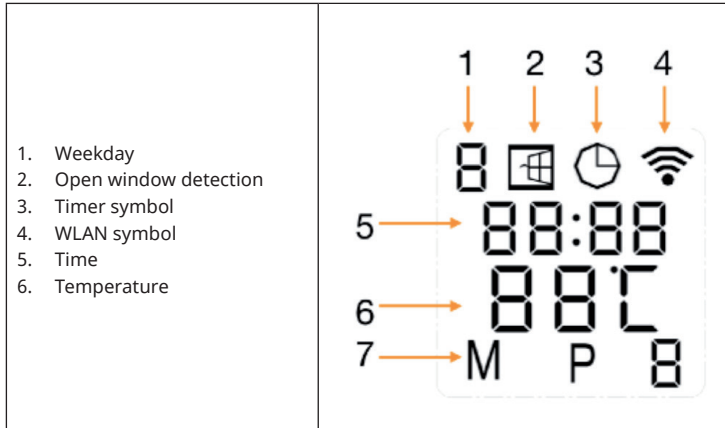 1. Weekday
2. Open window detection
3. Timer symbol
4. WLAN symbol
5. Time
6. Temperature
1 2 3 4
8
5 88:88
6 88°C
7 M P 8